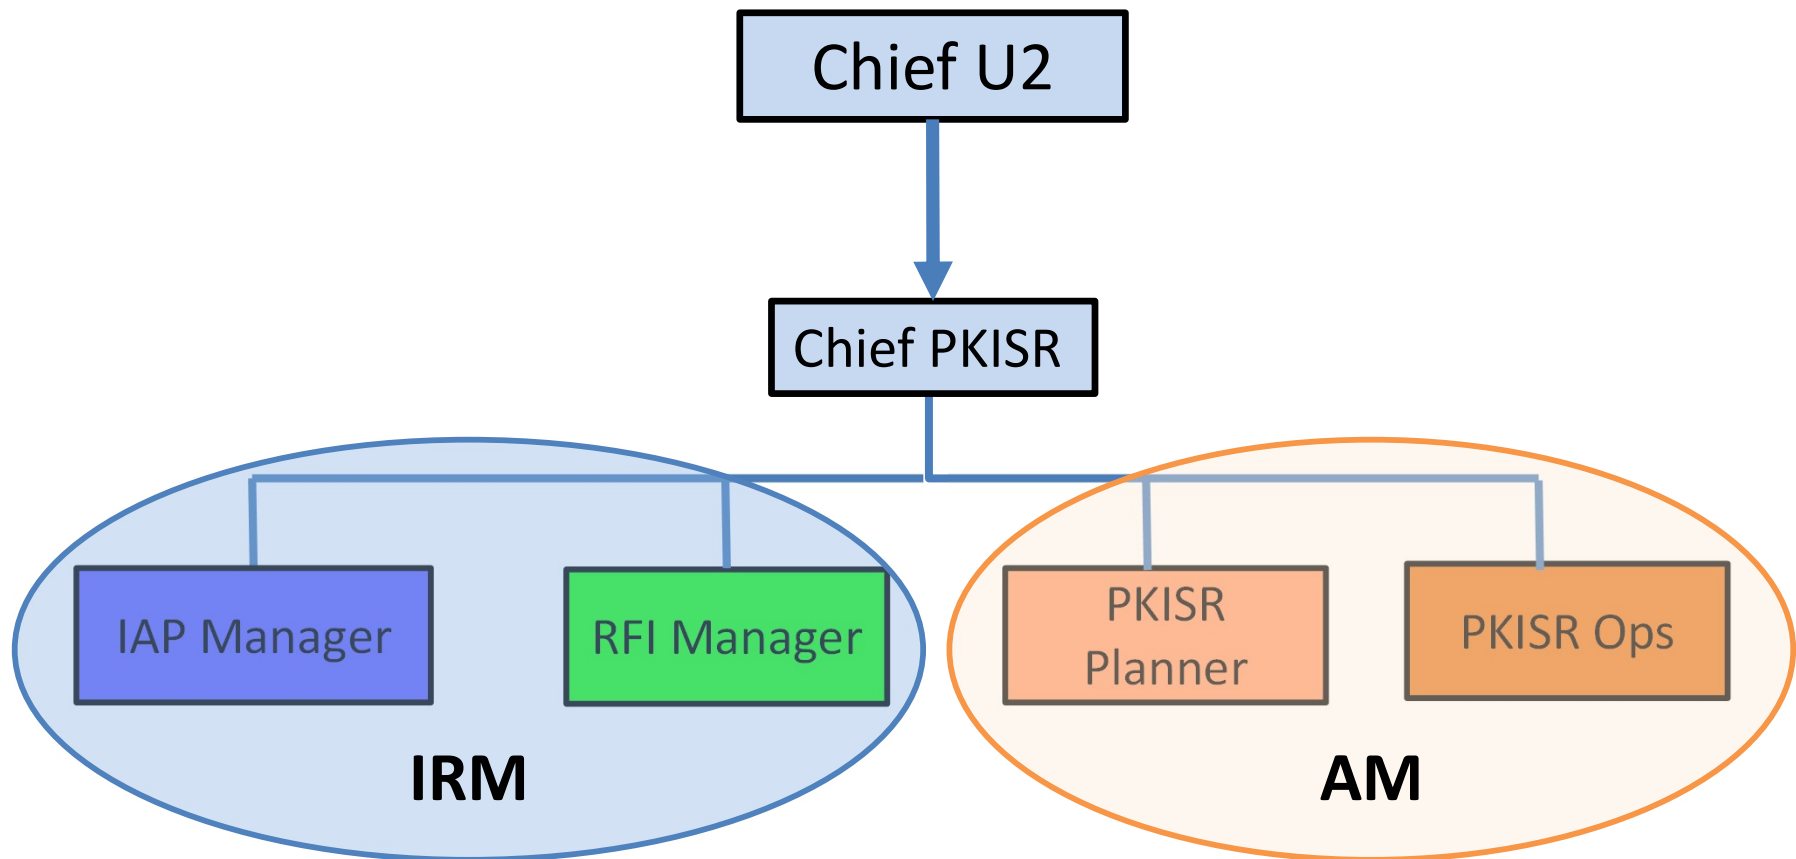 Chief U2
Chief PKISR
IAP Manager
RFI Manager
PKISR
Planner
PKISR Ops
IRM
AM